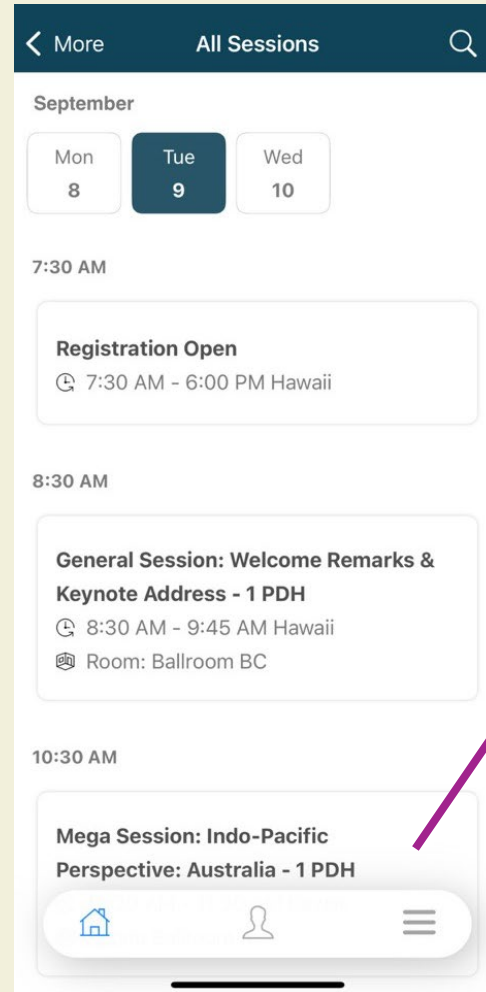 More
All Sessions
September
Mon
8
Tue
9
Wed
10
7:30 AM
Registration Open
7:30 AM - 6:00 PM Hawaii
8:30 AM
General Session: Welcome Remarks &
Keynote Address - 1 PDH
8:30 AM - 9:45 AM Hawaii
Room: Ballroom BC
10:30 AM
Mega Session: Indo-Pacific
Perspective: Australia - 1 PDH